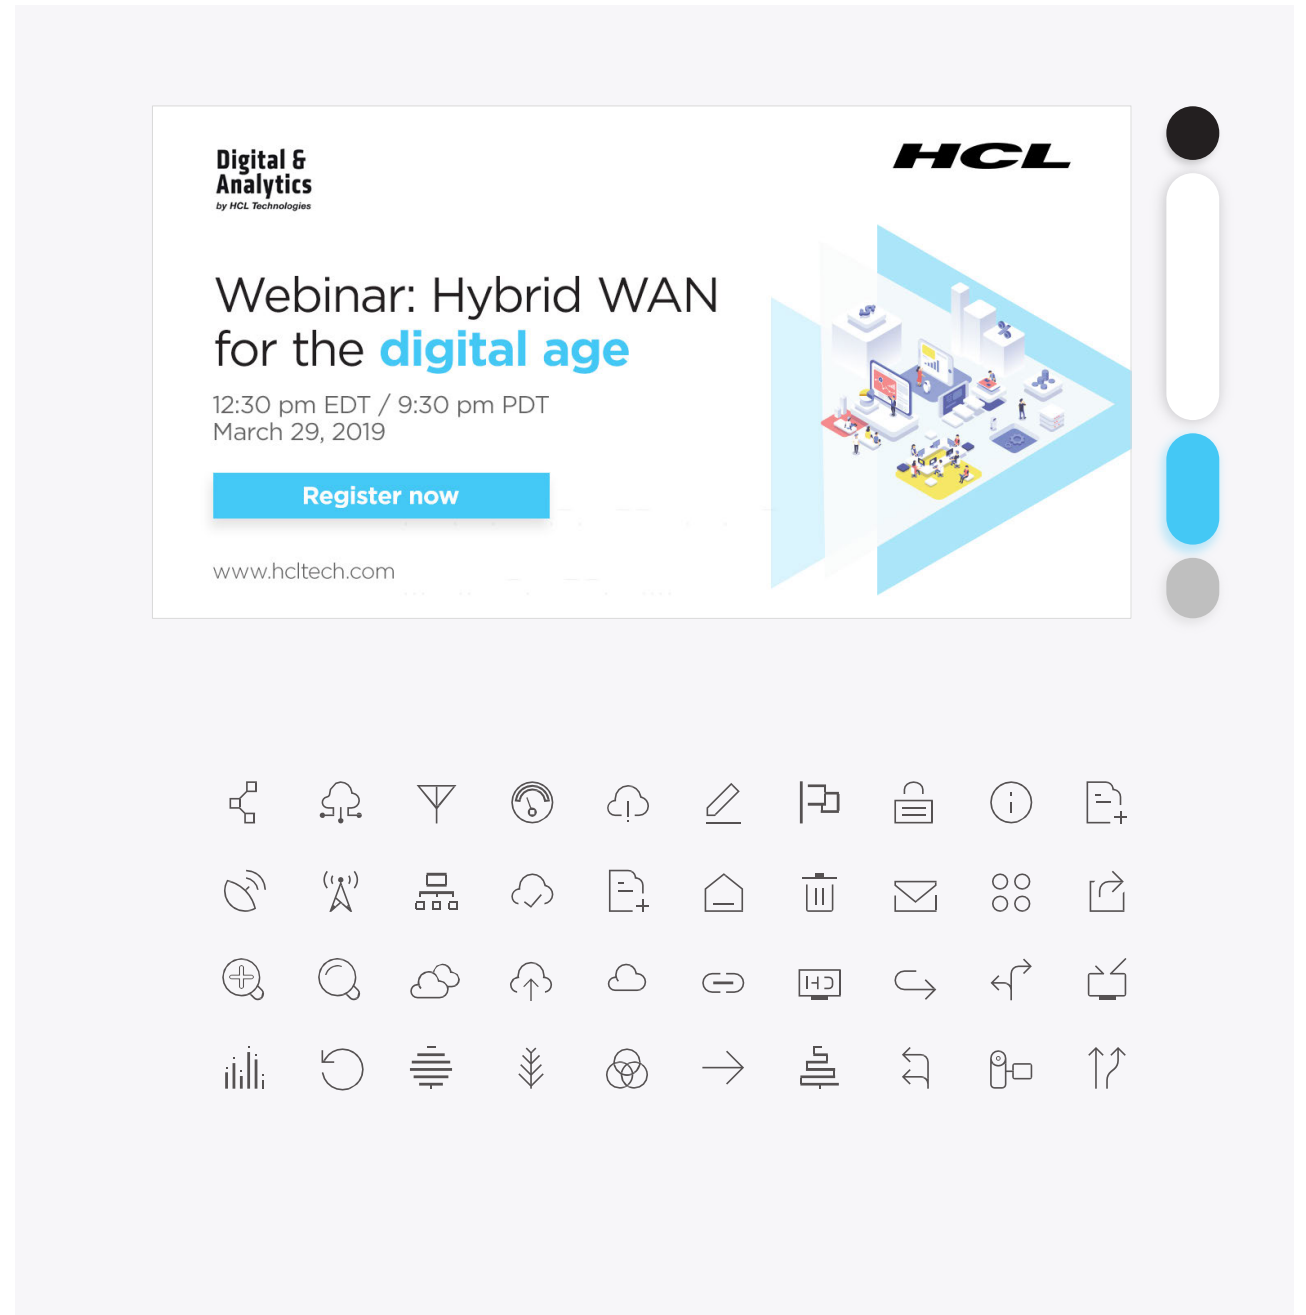 Digital &
Analytics
by HCL Technologies
HCL
Webinar: Hybrid WAN
for the digital age
12:30 pm EDT / 9:30 pm PDT
March 29, 2019
Register now
www.hcltech.com
HD